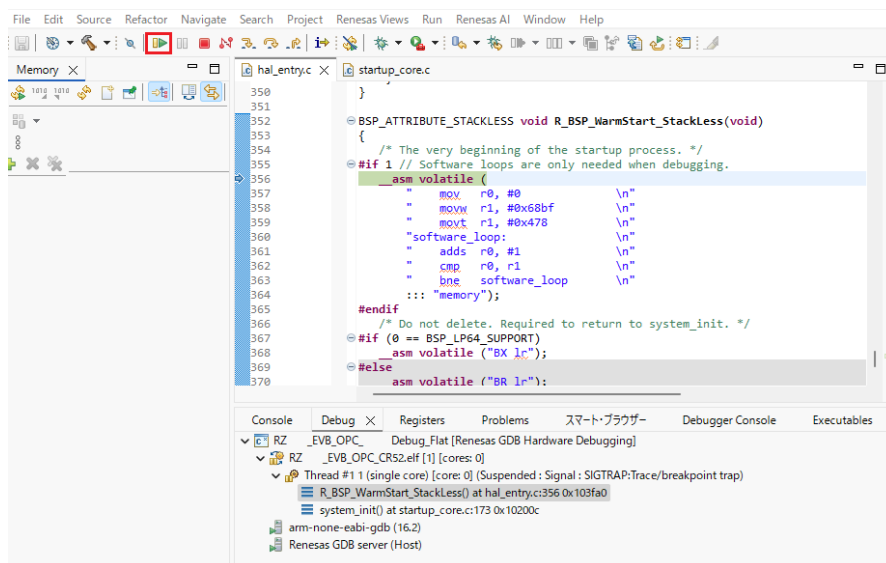 File Edit Source Refactor Navigate Search Project Renesas Views Run Renesas AI Window Help
Memory
hal_entry.c
startup_core.c
350 }
351
352 BSP_ATTRIBUTE_STACKLESS void R_BSP_WarmStart_StackLess(void)
353 {
354 /* The very beginning of the startup process. */
355 #if 1 // Software loops are only needed when debugging.
356 __asm volatile (
357 " mov r0, #0 \n"
358 " movw r1, #0x68bf \n"
359 " movt r1, #0x478 \n"
360 "software_loop: \n"
361 " adds r0, #1 \n"
362 " cmp r0, r1 \n"
363 " bne software_loop \n"
364 ::: "memory");
365 #endif
366 /* Do not delete. Required to return to system_init. */
367 #if (0 == BSP_LP64_SUPPORT)
368 __asm volatile ("BX lr");
369 #else
370 __asm volatile ("BR lr");
Console Debug Registers Problems スマート・ブラウザー Debugger Console Executables
RZ _EVB_OPC_ Debug_Flat [Renesas GDB Hardware Debugging]
RZ _EVB_OPC_CR52.elf [1] [cores: 0]
Thread #1 1 (single core) [core: 0] (Suspended : Signal : SIGTRAP:Trace/breakpoint trap)
R_BSP_WarmStart_StackLess() at hal_entry.c:356 0x103fa0
system_init() at startup_core.c:173 0x10200c
arm-none-eabi-gdb (16.2)
Renesas GDB server (Host)